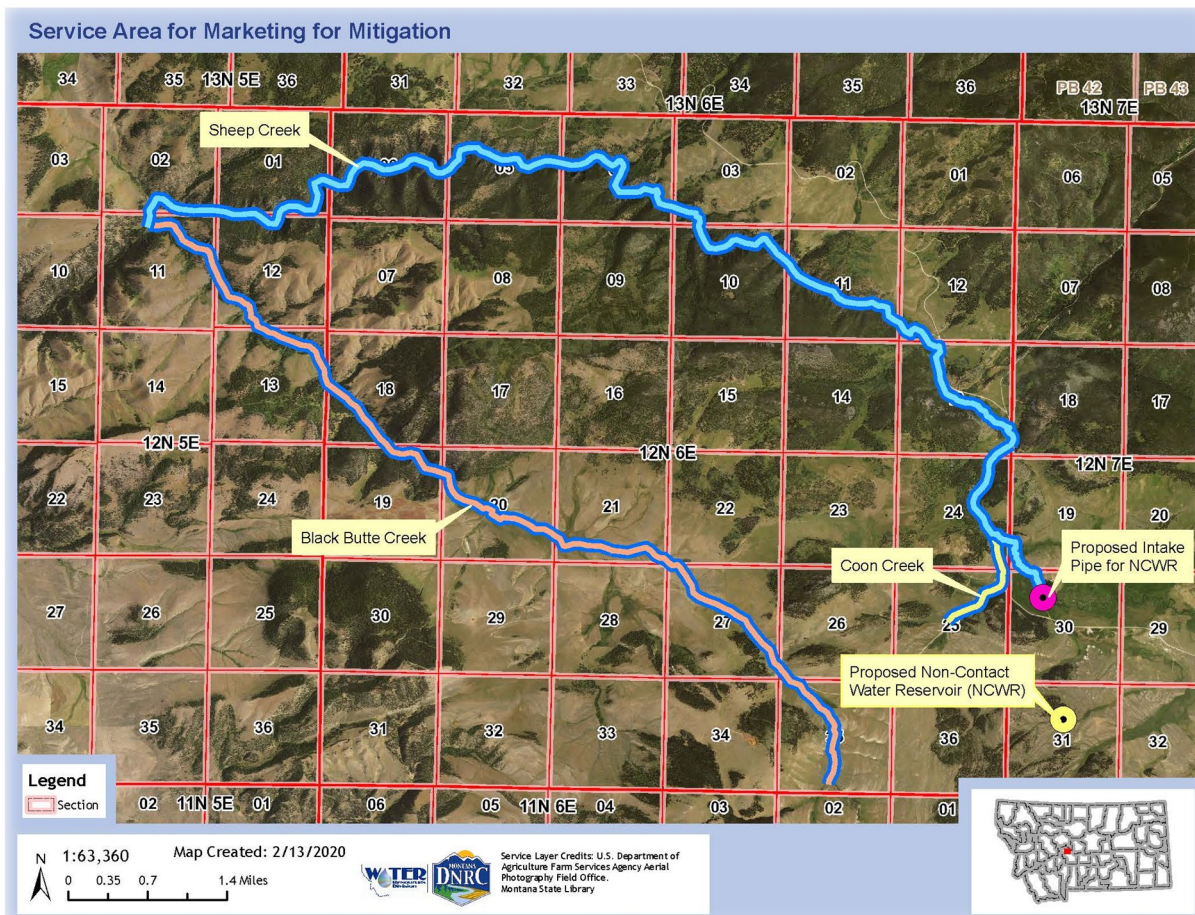 Service Area for Marketing for Mitigation
34 35 13N 5E 36 31 32 33 13N 6E 34 35 36 PB 42 13N 7E PB 43
Sheep Creek
03 02 01 05 03 02 01 06 05
10 11 12 07 08 09 10 11 12 07 08
15 14 13 18 17 16 15 14 18 17
12N 5E 12N 6E 12N 7E
22 23 24 19 20 21 22 23 24 19 20
Black Butte Creek
Coon Creek
Proposed Intake
Pipe for NCWR
27 26 25 30 29 28 27 26 25 30 29
Proposed Non-Contact
Water Reservoir (NCWR)
34 35 36 31 32 33 34 36 31 32
02 11N 5E 01 06 05 11N 6E 04 03 02 01
Legend
Section
N
1:63,360
Map Created: 2/13/2020
0 0.35 0.7 1.4 Miles
WATER
MONTANA
DNRC
Service Layer Credits: U.S. Department of
Agriculture Farm Services Agency Aerial
Photography Field Office.
Montana State Library